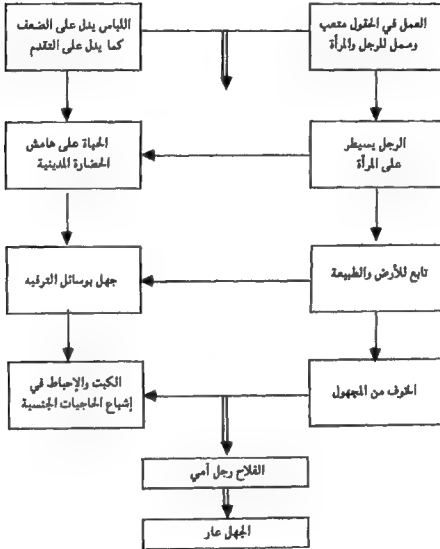 العمل في الحقول متعب
وممل للرجل والمرأة
اللباس يدل على الضعف
كما يدل على التقدم
الرجل يسيطر
على المرأة
الحياة على هامش
الحضارة المدينية
تابع للأرض والطبيعة
جهل بوسائل الترفيه
الخوف من المجهول
الكبت والإحباط في
إشباع الحاجيات الجنسية
الفلاح رجل أمي
الجهل عار